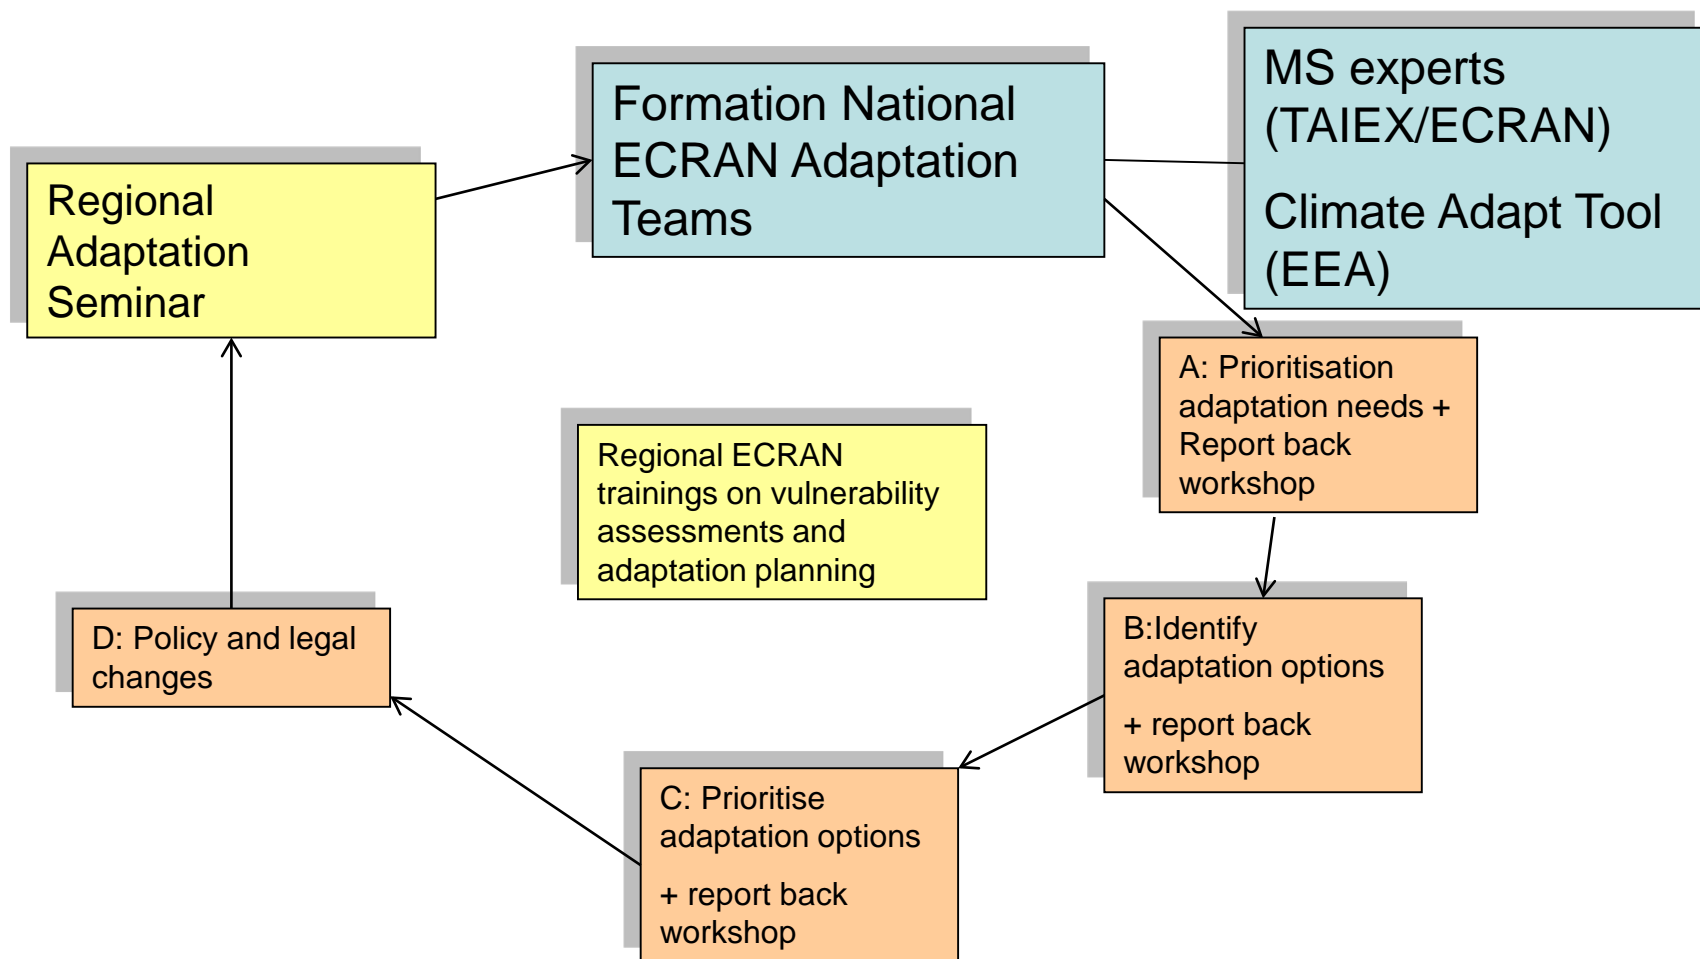 Regional
Adaptation
Seminar
Formation National
ECRAN Adaptation
Teams
MS experts
(TAIEX/ECRAN)
Climate Adapt Tool
(EEA)
A: Prioritisation
adaptation needs +
Report back
workshop
Regional ECRAN
trainings on vulnerability
assessments and
adaptation planning
B:Identify
adaptation options
+ report back
workshop
C: Prioritise
adaptation options
+ report back
workshop
D: Policy and legal
changes